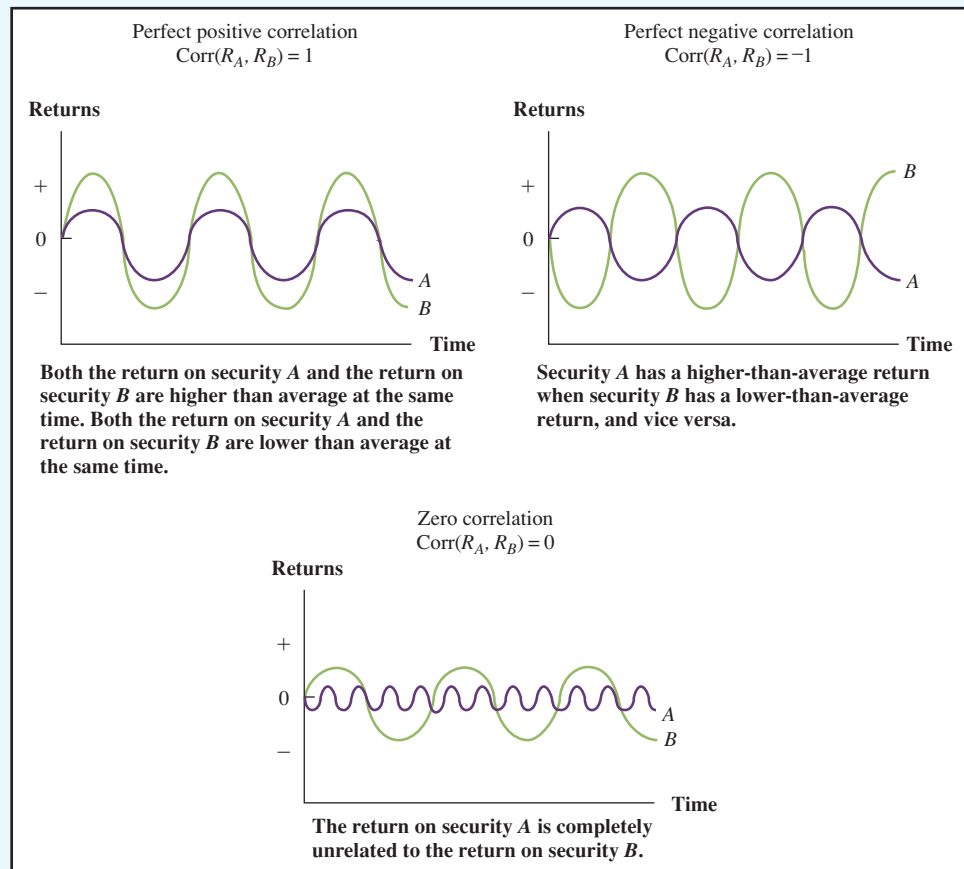 Perfect positive correlation
Corr(R_A, R_B) = 1
Returns
+
0
−
A
B
Time
Both the return on security A and the return on
security B are higher than average at the same
time. Both the return on security A and the
return on security B are lower than average at
the same time.
Perfect negative correlation
Corr(R_A, R_B) = −1
Returns
+
0
−
B
A
Time
Security A has a higher-than-average return
when security B has a lower-than-average
return, and vice versa.
Zero correlation
Corr(R_A, R_B) = 0
Returns
+
0
−
A
B
Time
The return on security A is completely
unrelated to the return on security B.